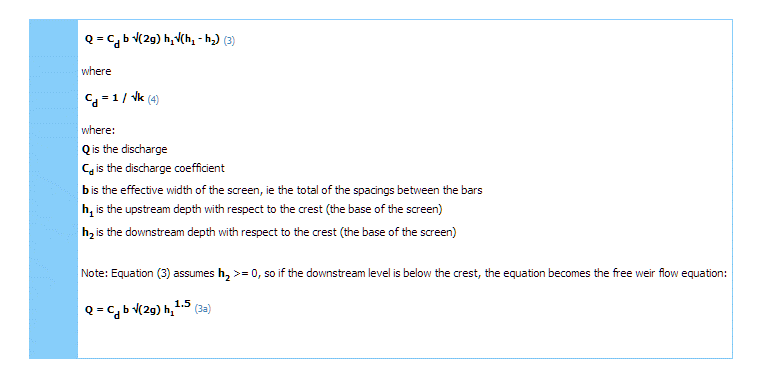 Q = C_d b √(2g) h₁√(h₁ - h₂) (3)
where
C_d = 1 / √k (4)
where:
Q is the discharge
C_d is the discharge coefficient
b is the effective width of the screen, ie the total of the spacings between the bars
h₁ is the upstream depth with respect to the crest (the base of the screen)
h₂ is the downstream depth with respect to the crest (the base of the screen)
Note: Equation (3) assumes h₂ >= 0, so if the downstream level is below the crest, the equation becomes the free weir flow equation:
Q = C_d b √(2g) h₁^1.5 (3a)